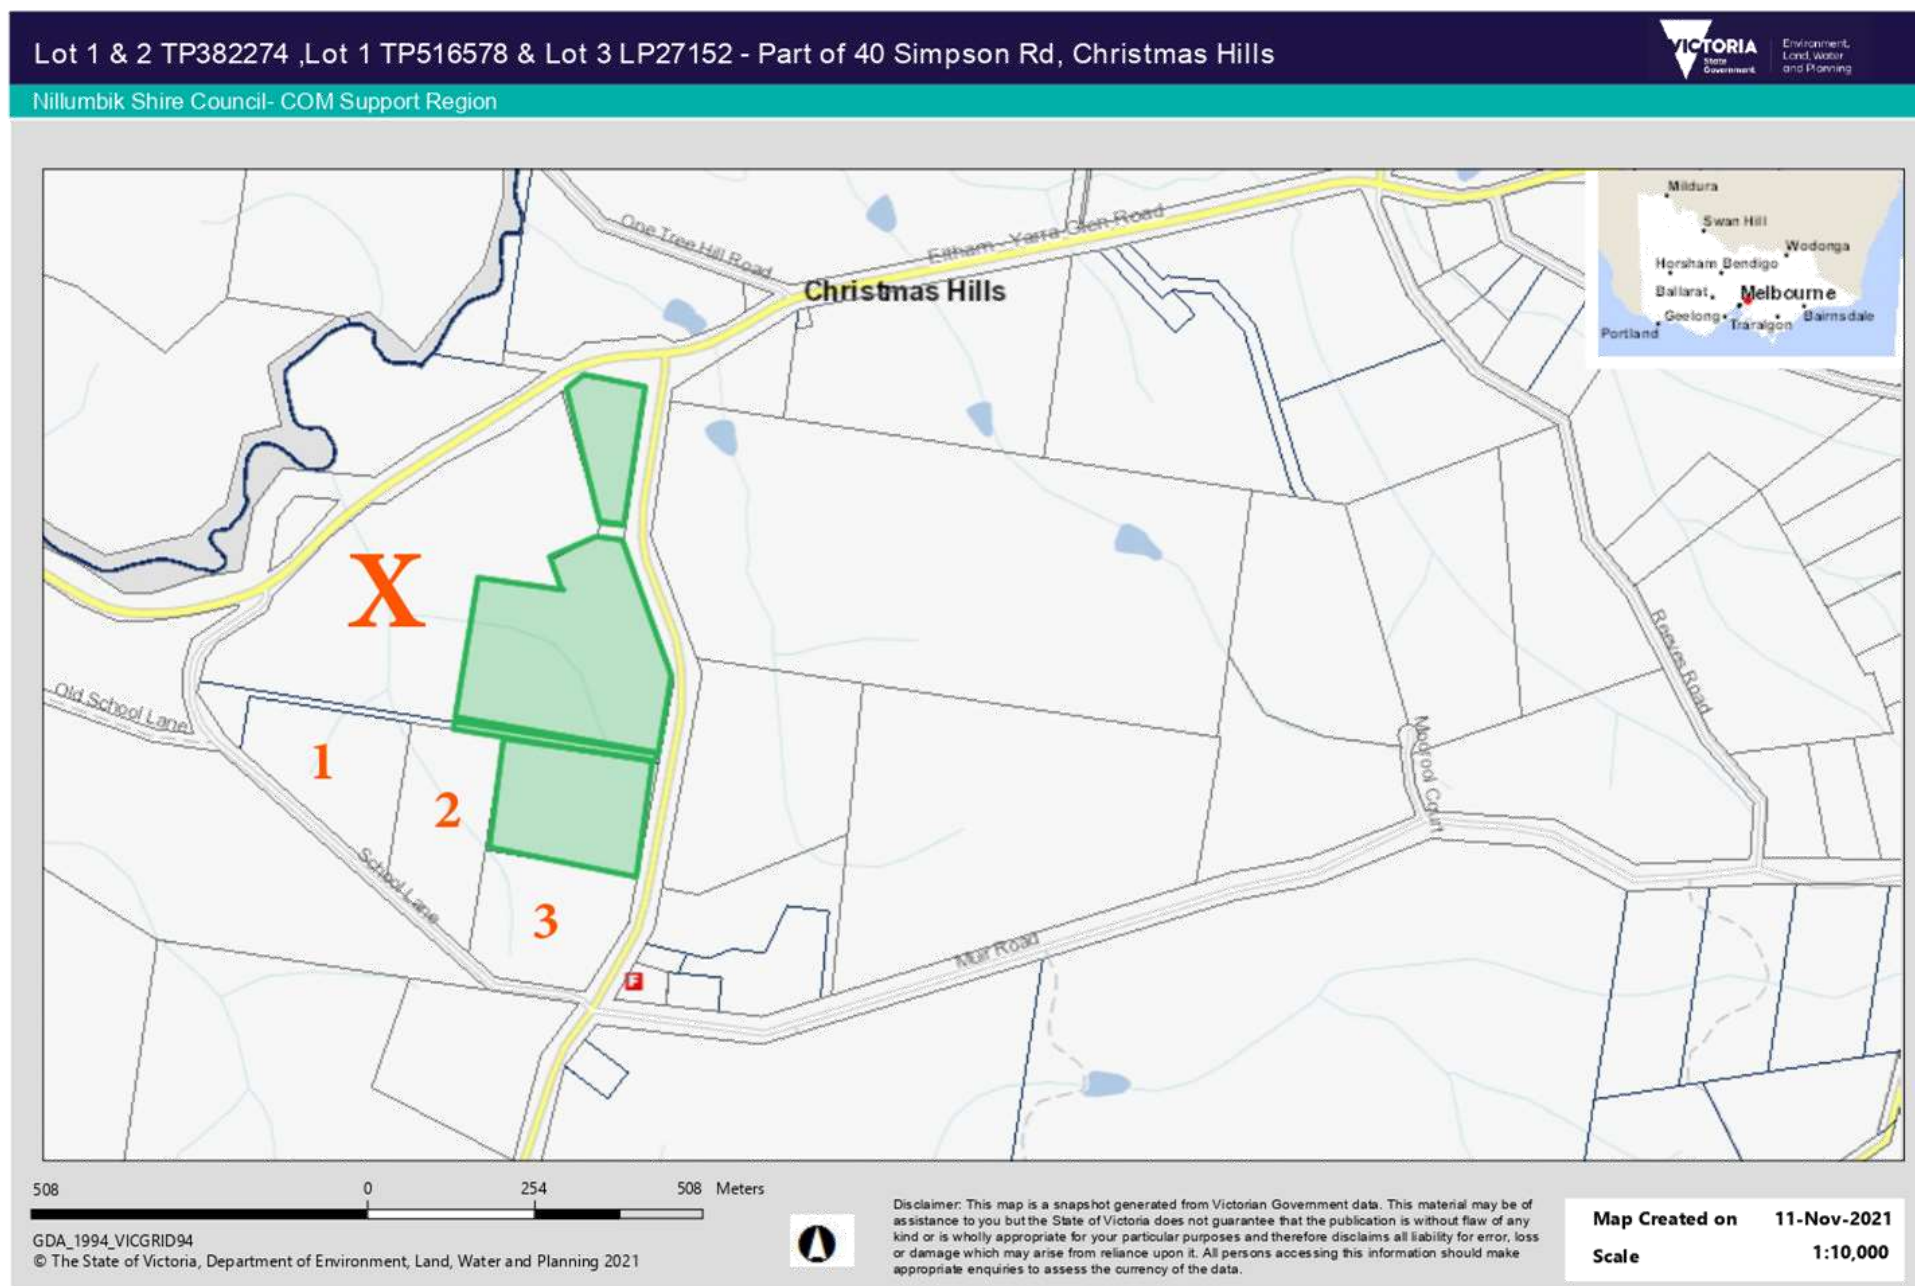 Lot 1 & 2 TP382274 ,Lot 1 TP516578 & Lot 3 LP27152 - Part of 40 Simpson Rd, Christmas Hills
VICTORIA
State
Government
Environment,
Land, Water
and Planning
Nillumbik Shire Council- COM Support Region
Mildura
Swan Hill
Wodonga
Horsham
Bendigo
Ballarat
Melbourne
Geelong
Traralgon
Bairnsdale
Portland
One Tree Hill Road
Eltham - Yarra Glen Road
Christmas Hills
X
Old School Lane
1
2
3
School Lane
F
Muir Road
Moorool Court
Reeves Road
508 0 254 508 Meters
GDA_1994_VICGRID94
© The State of Victoria, Department of Environment, Land, Water and Planning 2021
Disclaimer: This map is a snapshot generated from Victorian Government data. This material may be of
assistance to you but the State of Victoria does not guarantee that the publication is without flaw of any
kind or is wholly appropriate for your particular purposes and therefore disclaims all liability for error, loss
or damage which may arise from reliance upon it. All persons accessing this information should make
appropriate enquiries to assess the currency of the data.
Map Created on 11-Nov-2021
Scale 1:10,000